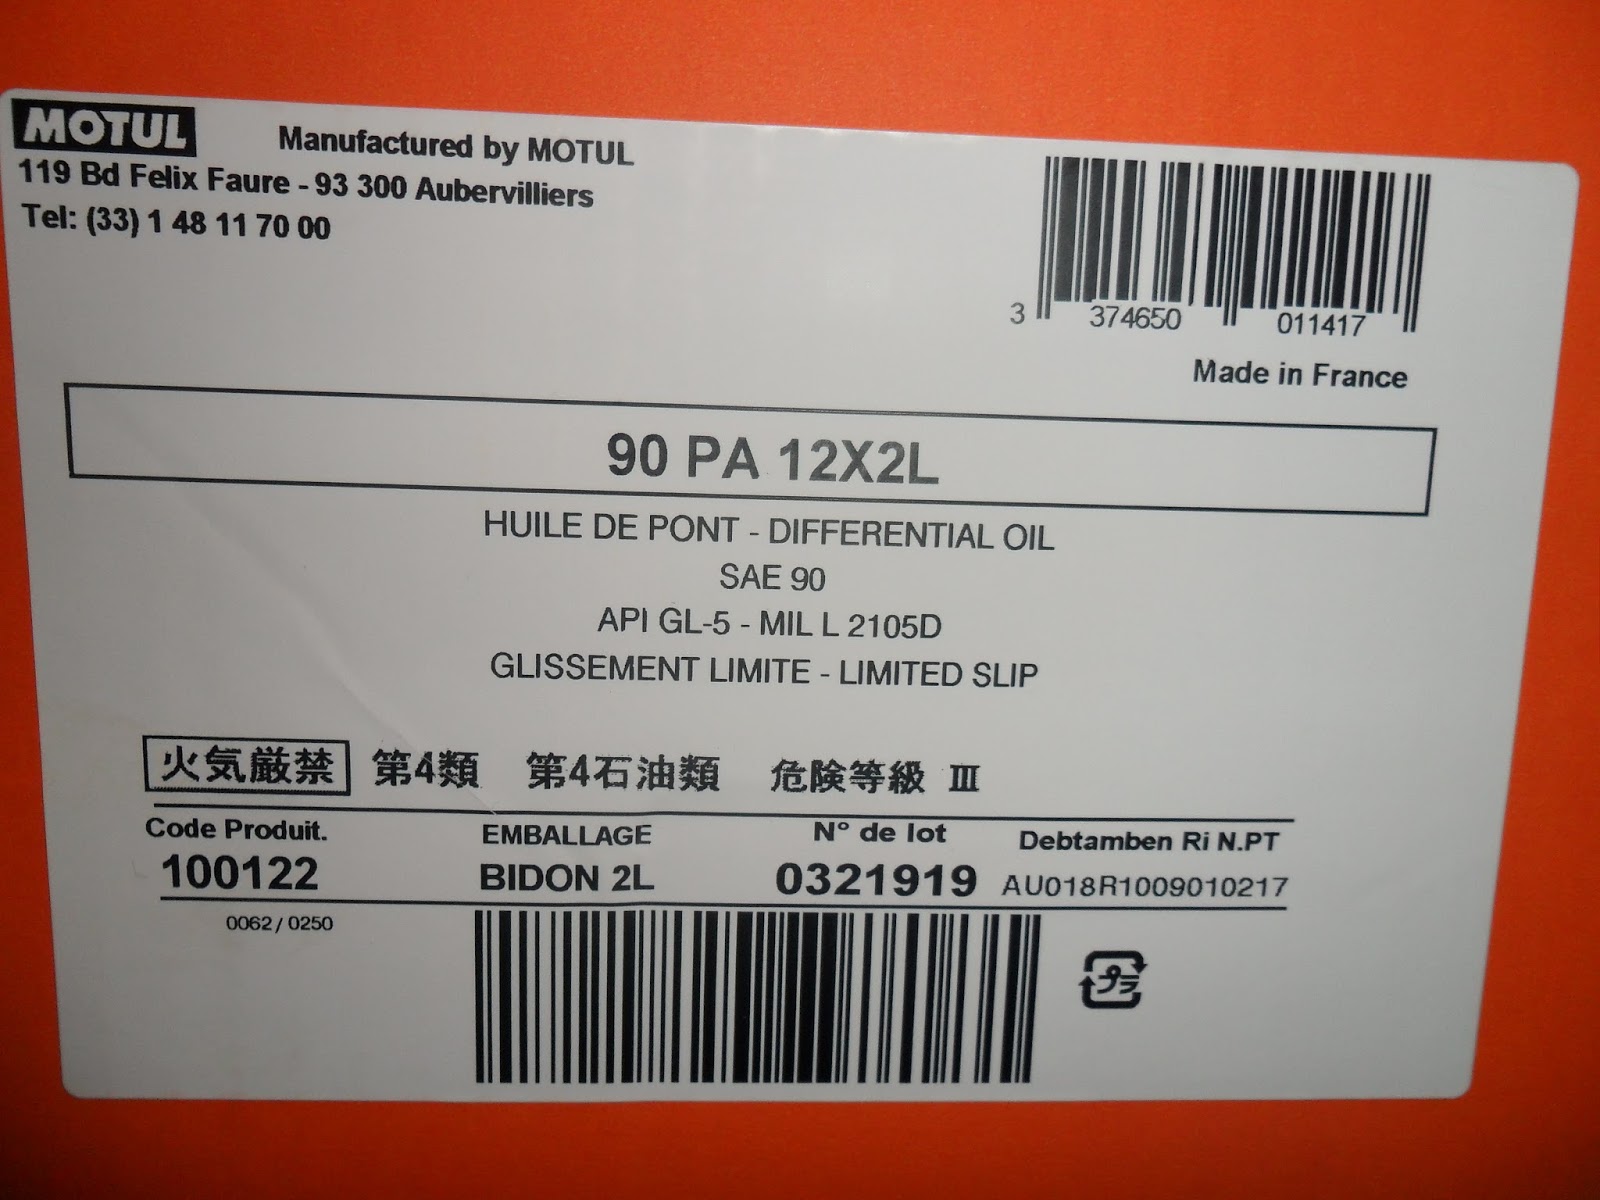 MOTUL Manufactured by MOTUL
119 Bd Felix Faure - 93 300 Aubervilliers
Tel: (33) 1 48 11 70 00
3 374650 011417
Made in France
90 PA 12X2L
HUILE DE PONT - DIFFERENTIAL OIL
SAE 90
API GL-5 - MIL L 2105D
GLISSEMENT LIMITE - LIMITED SLIP
火気厳禁 第4類 第4石油類 危険等級 Ⅲ
Code Produit. EMBALLAGE N° de lot Debtamben Ri N.PT
100122 BIDON 2L 0321919 AU018R1009010217
0062 / 0250
プラ